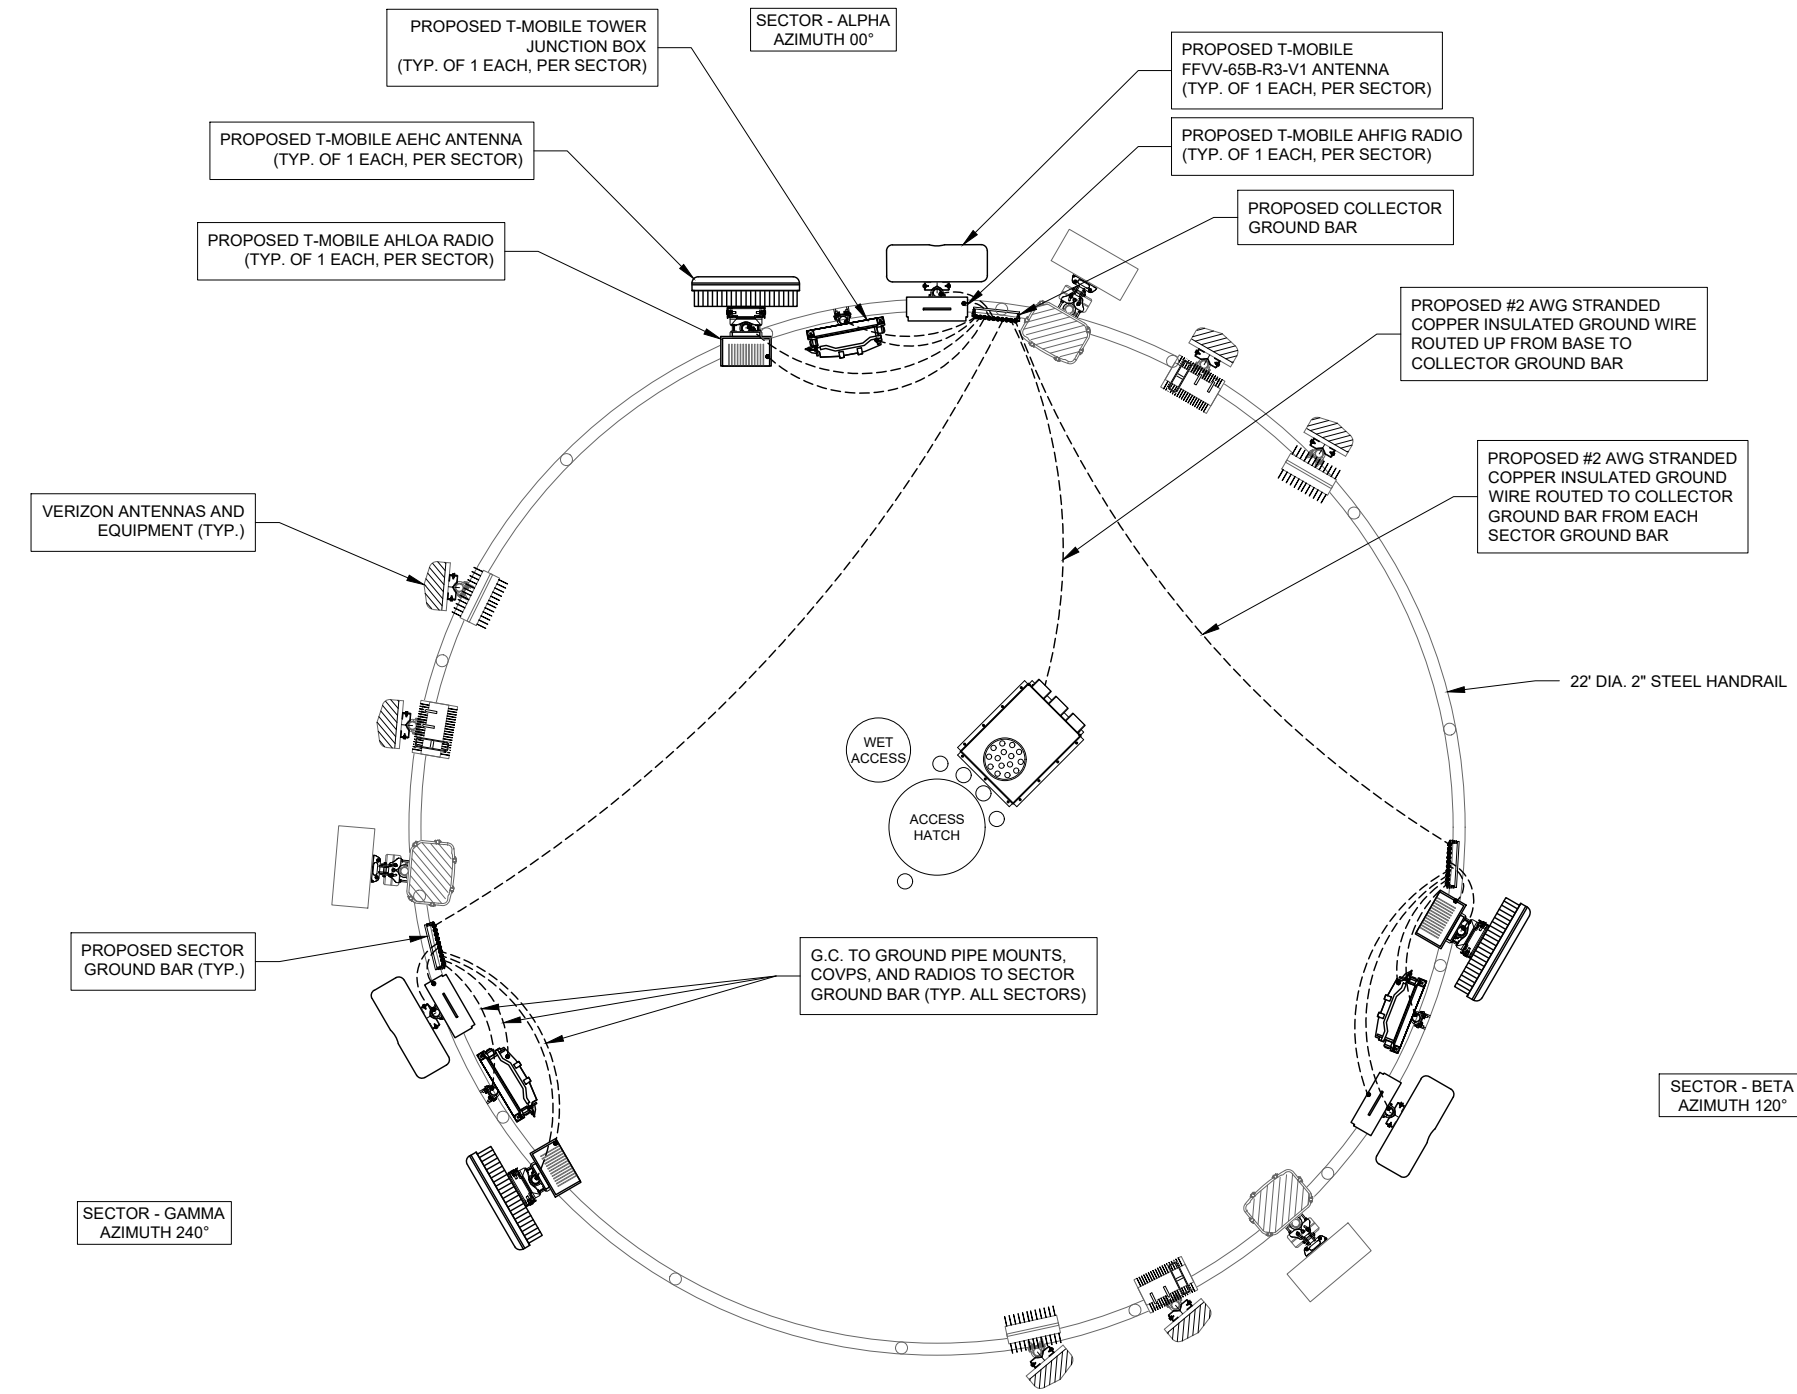 PROPOSED T-MOBILE TOWER
JUNCTION BOX
(TYP. OF 1 EACH, PER SECTOR)
SECTOR - ALPHA
AZIMUTH 00°
PROPOSED T-MOBILE
FFVV-65B-R3-V1 ANTENNA
(TYP. OF 1 EACH, PER SECTOR)
PROPOSED T-MOBILE AEHC ANTENNA
(TYP. OF 1 EACH, PER SECTOR)
PROPOSED T-MOBILE AHFIG RADIO
(TYP. OF 1 EACH, PER SECTOR)
PROPOSED T-MOBILE AHLOA RADIO
(TYP. OF 1 EACH, PER SECTOR)
PROPOSED COLLECTOR
GROUND BAR
PROPOSED #2 AWG STRANDED
COPPER INSULATED GROUND WIRE
ROUTED UP FROM BASE TO
COLLECTOR GROUND BAR
PROPOSED #2 AWG STRANDED
COPPER INSULATED GROUND
WIRE ROUTED TO COLLECTOR
GROUND BAR FROM EACH
SECTOR GROUND BAR
VERIZON ANTENNAS AND
EQUIPMENT (TYP.)
22' DIA. 2" STEEL HANDRAIL
WET
ACCESS
ACCESS
HATCH
PROPOSED SECTOR
GROUND BAR (TYP.)
G.C. TO GROUND PIPE MOUNTS,
COVPS, AND RADIOS TO SECTOR
GROUND BAR (TYP. ALL SECTORS)
SECTOR - BETA
AZIMUTH 120°
SECTOR - GAMMA
AZIMUTH 240°